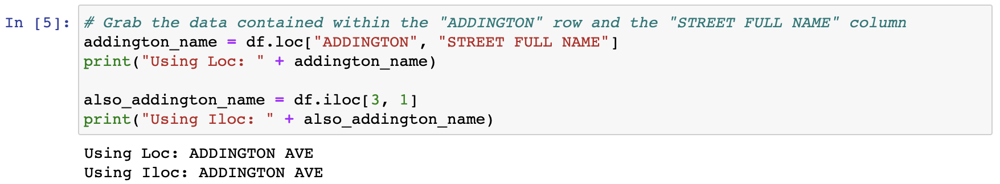 In [5]: # Grab the data contained within the "ADDINGTON" row and the "STREET FULL NAME" column
addington_name = df.loc["ADDINGTON", "STREET FULL NAME"]
print("Using Loc: " + addington_name)
also_addington_name = df.iloc[3, 1]
print("Using Iloc: " + also_addington_name)
Using Loc: ADDINGTON AVE
Using Iloc: ADDINGTON AVE